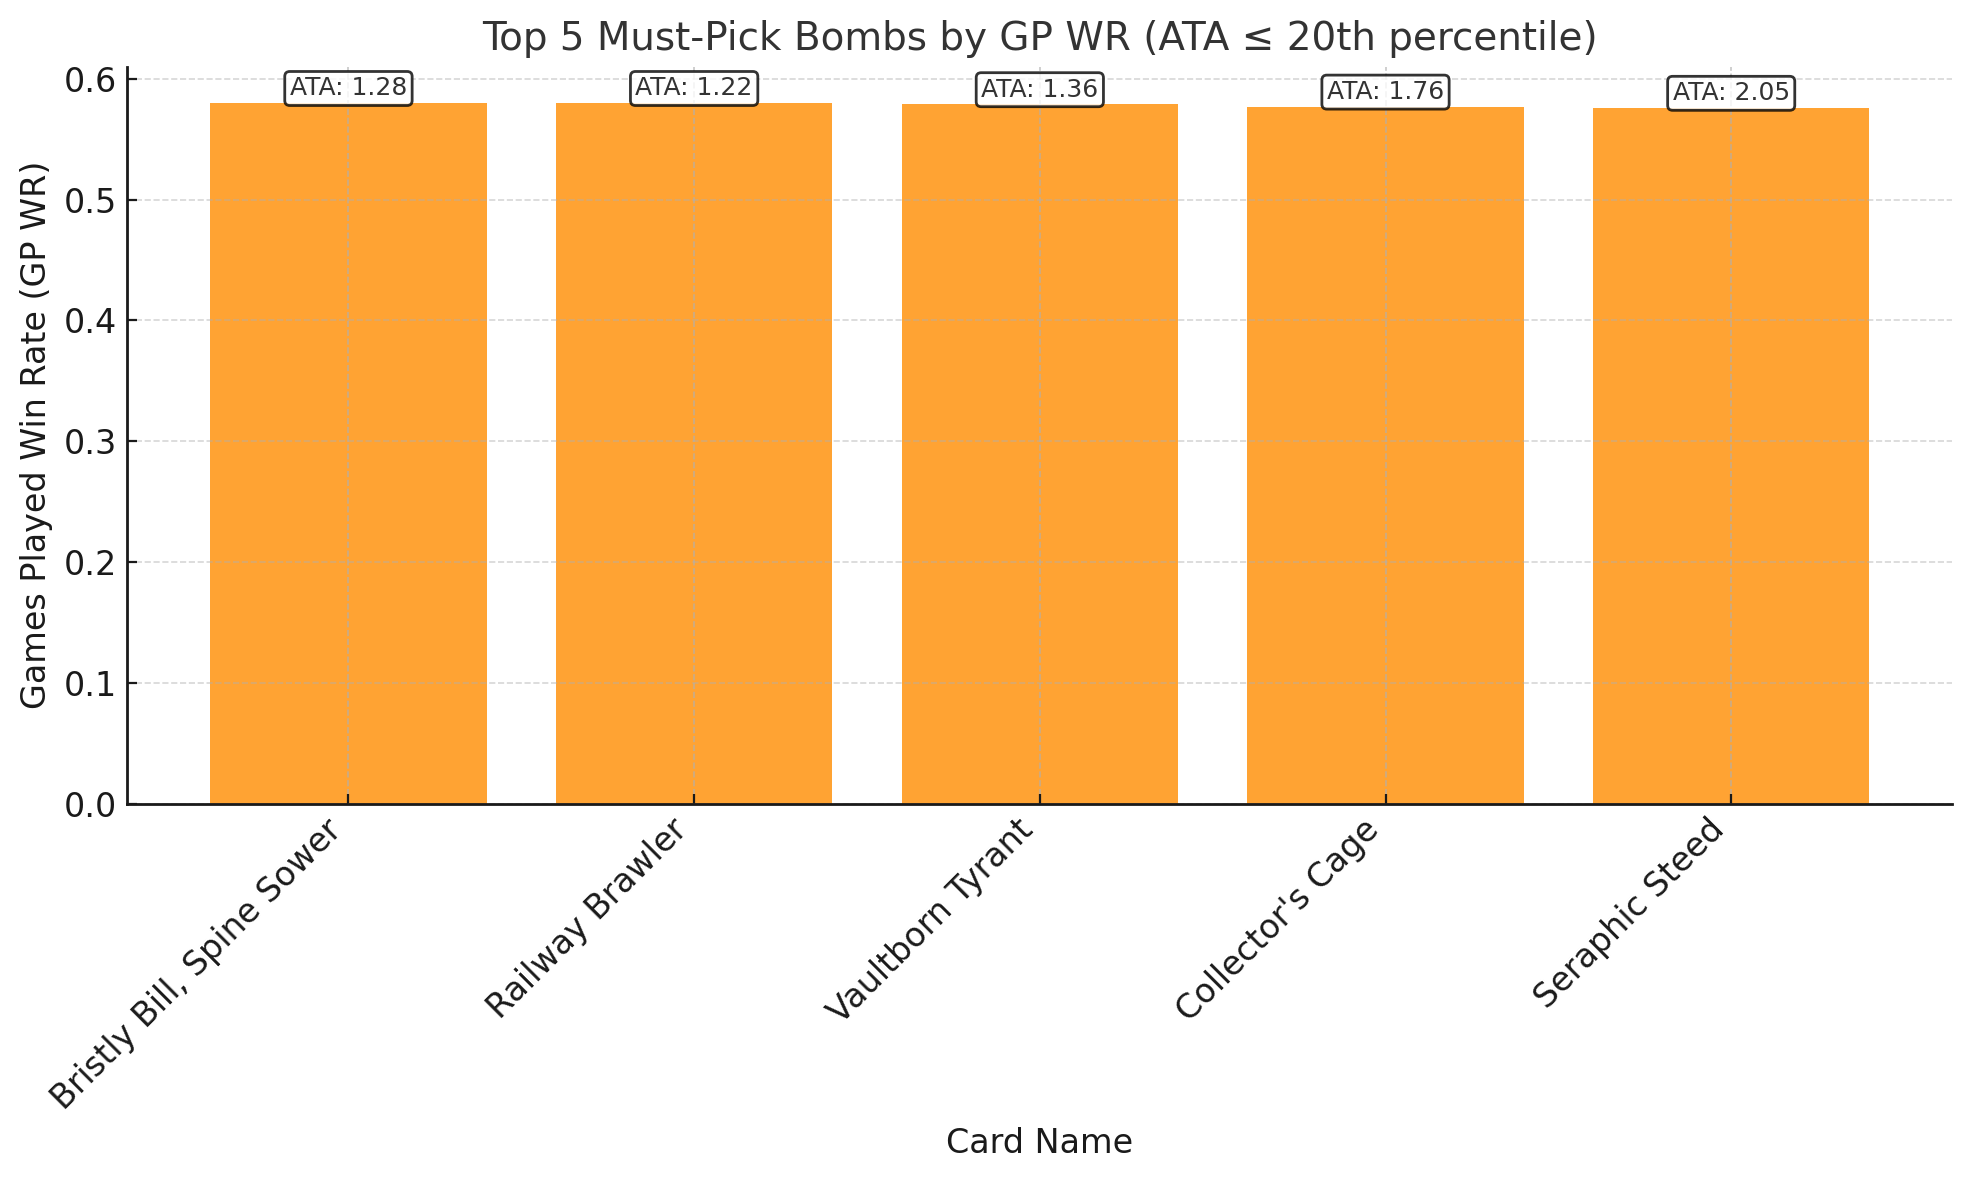 Top 5 Must-Pick Bombs by GP WR (ATA ≤ 20th percentile)
Games Played Win Rate (GP WR)
0.6
0.5
0.4
0.3
0.2
0.1
0.0
ATA: 1.28
ATA: 1.22
ATA: 1.36
ATA: 1.76
ATA: 2.05
Bristly Bill, Spine Sower
Railway Brawler
Vaultborn Tyrant
Collector's Cage
Seraphic Steed
Card Name